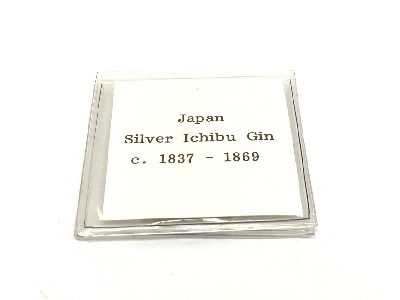 Japan
Silver Ichibu Gin
c. 1837 - 1869